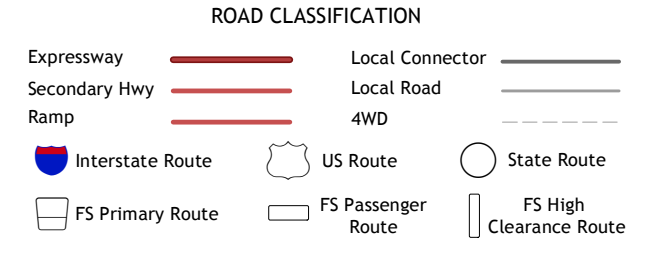 ROAD CLASSIFICATION
Expressway
Local Connector
Secondary Hwy
Local Road
Ramp
4WD
Interstate Route
US Route
State Route
FS Primary Route
FS Passenger
Route
FS High
Clearance Route